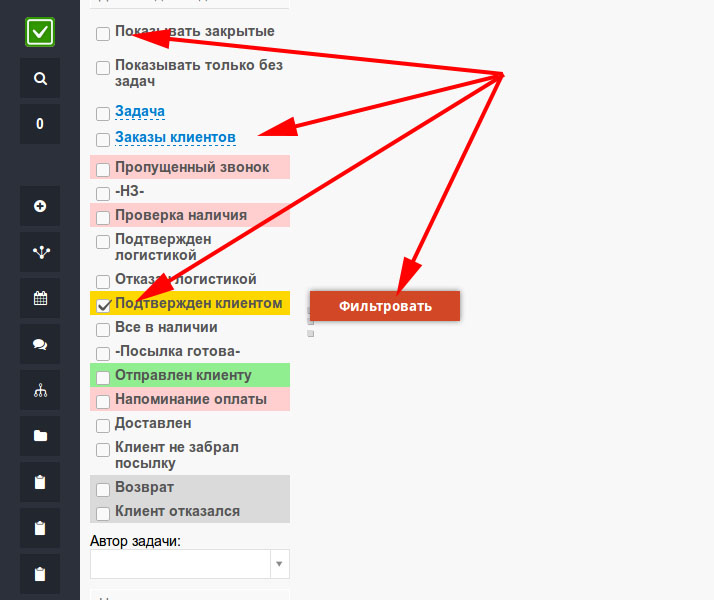 Показывать закрытые
Показывать только без
задач
0
Задача
Заказы клиентов
Пропущенный звонок
-НЗ-
Проверка наличия
Подтвержден
логистикой
логистикой
Подтвержден клиентом
Фильтровать
Все в наличии
-Посылка готова-
Отправлен клиенту
Напоминание оплаты
Доставлен
Клиент не забрал
посылку
Возврат
Клиент отказался
Автор задачи: